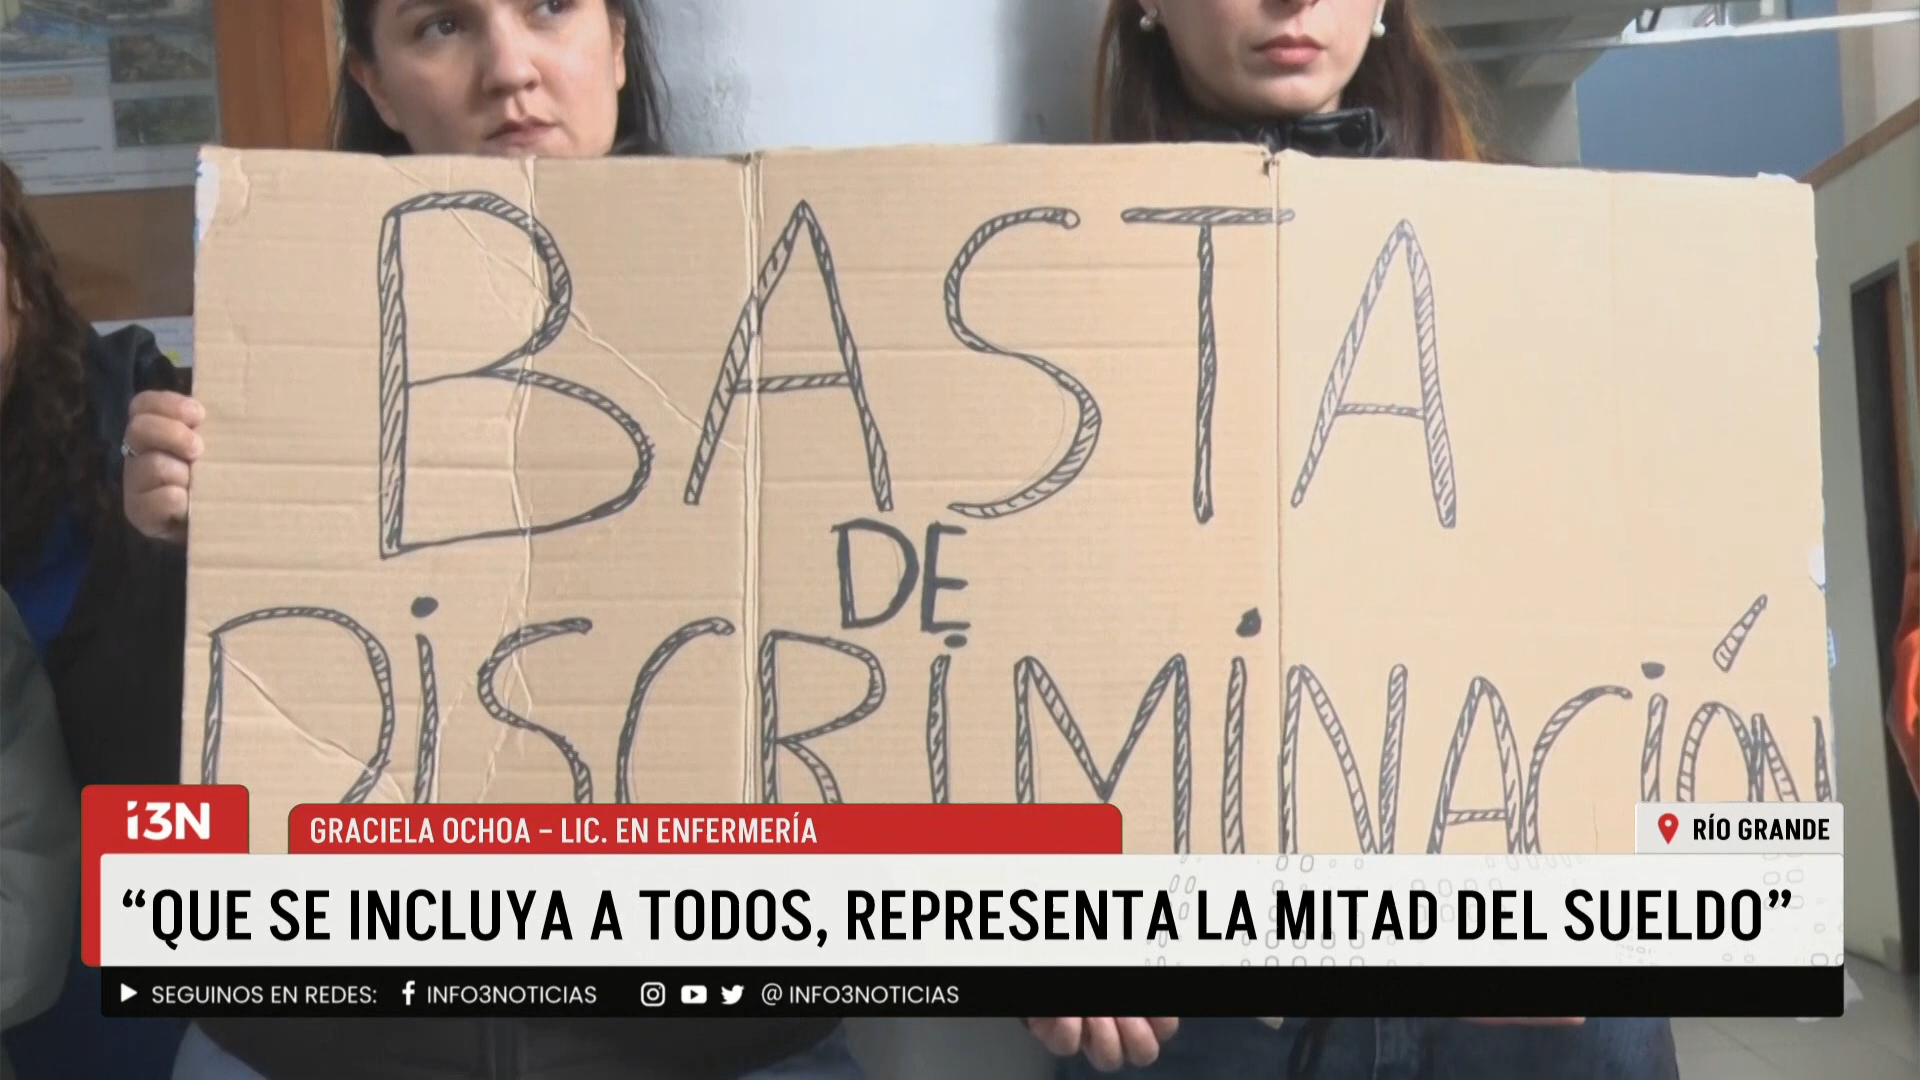 BASTA
DE
DiSCRiMiNACiÓN
i3N
GRACIELA OCHOA – LIC. EN ENFERMERÍA
RÍO GRANDE
“QUE SE INCLUYA A TODOS, REPRESENTA LA MITAD DEL SUELDO”
SEGUINOS EN REDES: INFO3NOTICIAS @INFO3NOTICIAS